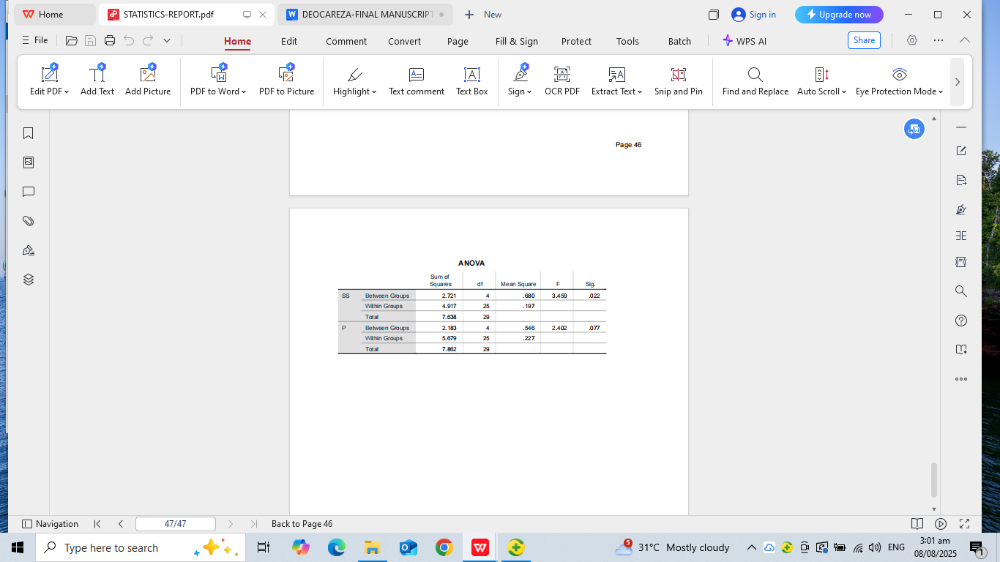 Home
STATISTICS-REPORT.pdf
DEOCAREZA-FINAL MANUSCRIPT
New
Sign in
Upgrade now
File
Home Edit Comment Convert Page Fill & Sign Protect Tools Batch WPS AI
Share
Edit PDF Add Text Add Picture PDF to Word PDF to Picture Highlight Text comment Text Box Sign OCR PDF Extract Text Snip and Pin Find and Replace Auto Scroll Eye Protection Mode
Page 46
ANOVA
Sum of
Squares df Mean Square F Sig.
SS Between Groups 2.721 4 .680 3.459 .022
Within Groups 4.917 25 .197
Total 7.638 29
P Between Groups 2.183 4 .546 2.402 .077
Within Groups 5.679 25 .227
Total 7.862 29
Navigation 47/47 Back to Page 46
Type here to search
5
31°C Mostly cloudy
ENG
3:01 am
08/08/2025
1